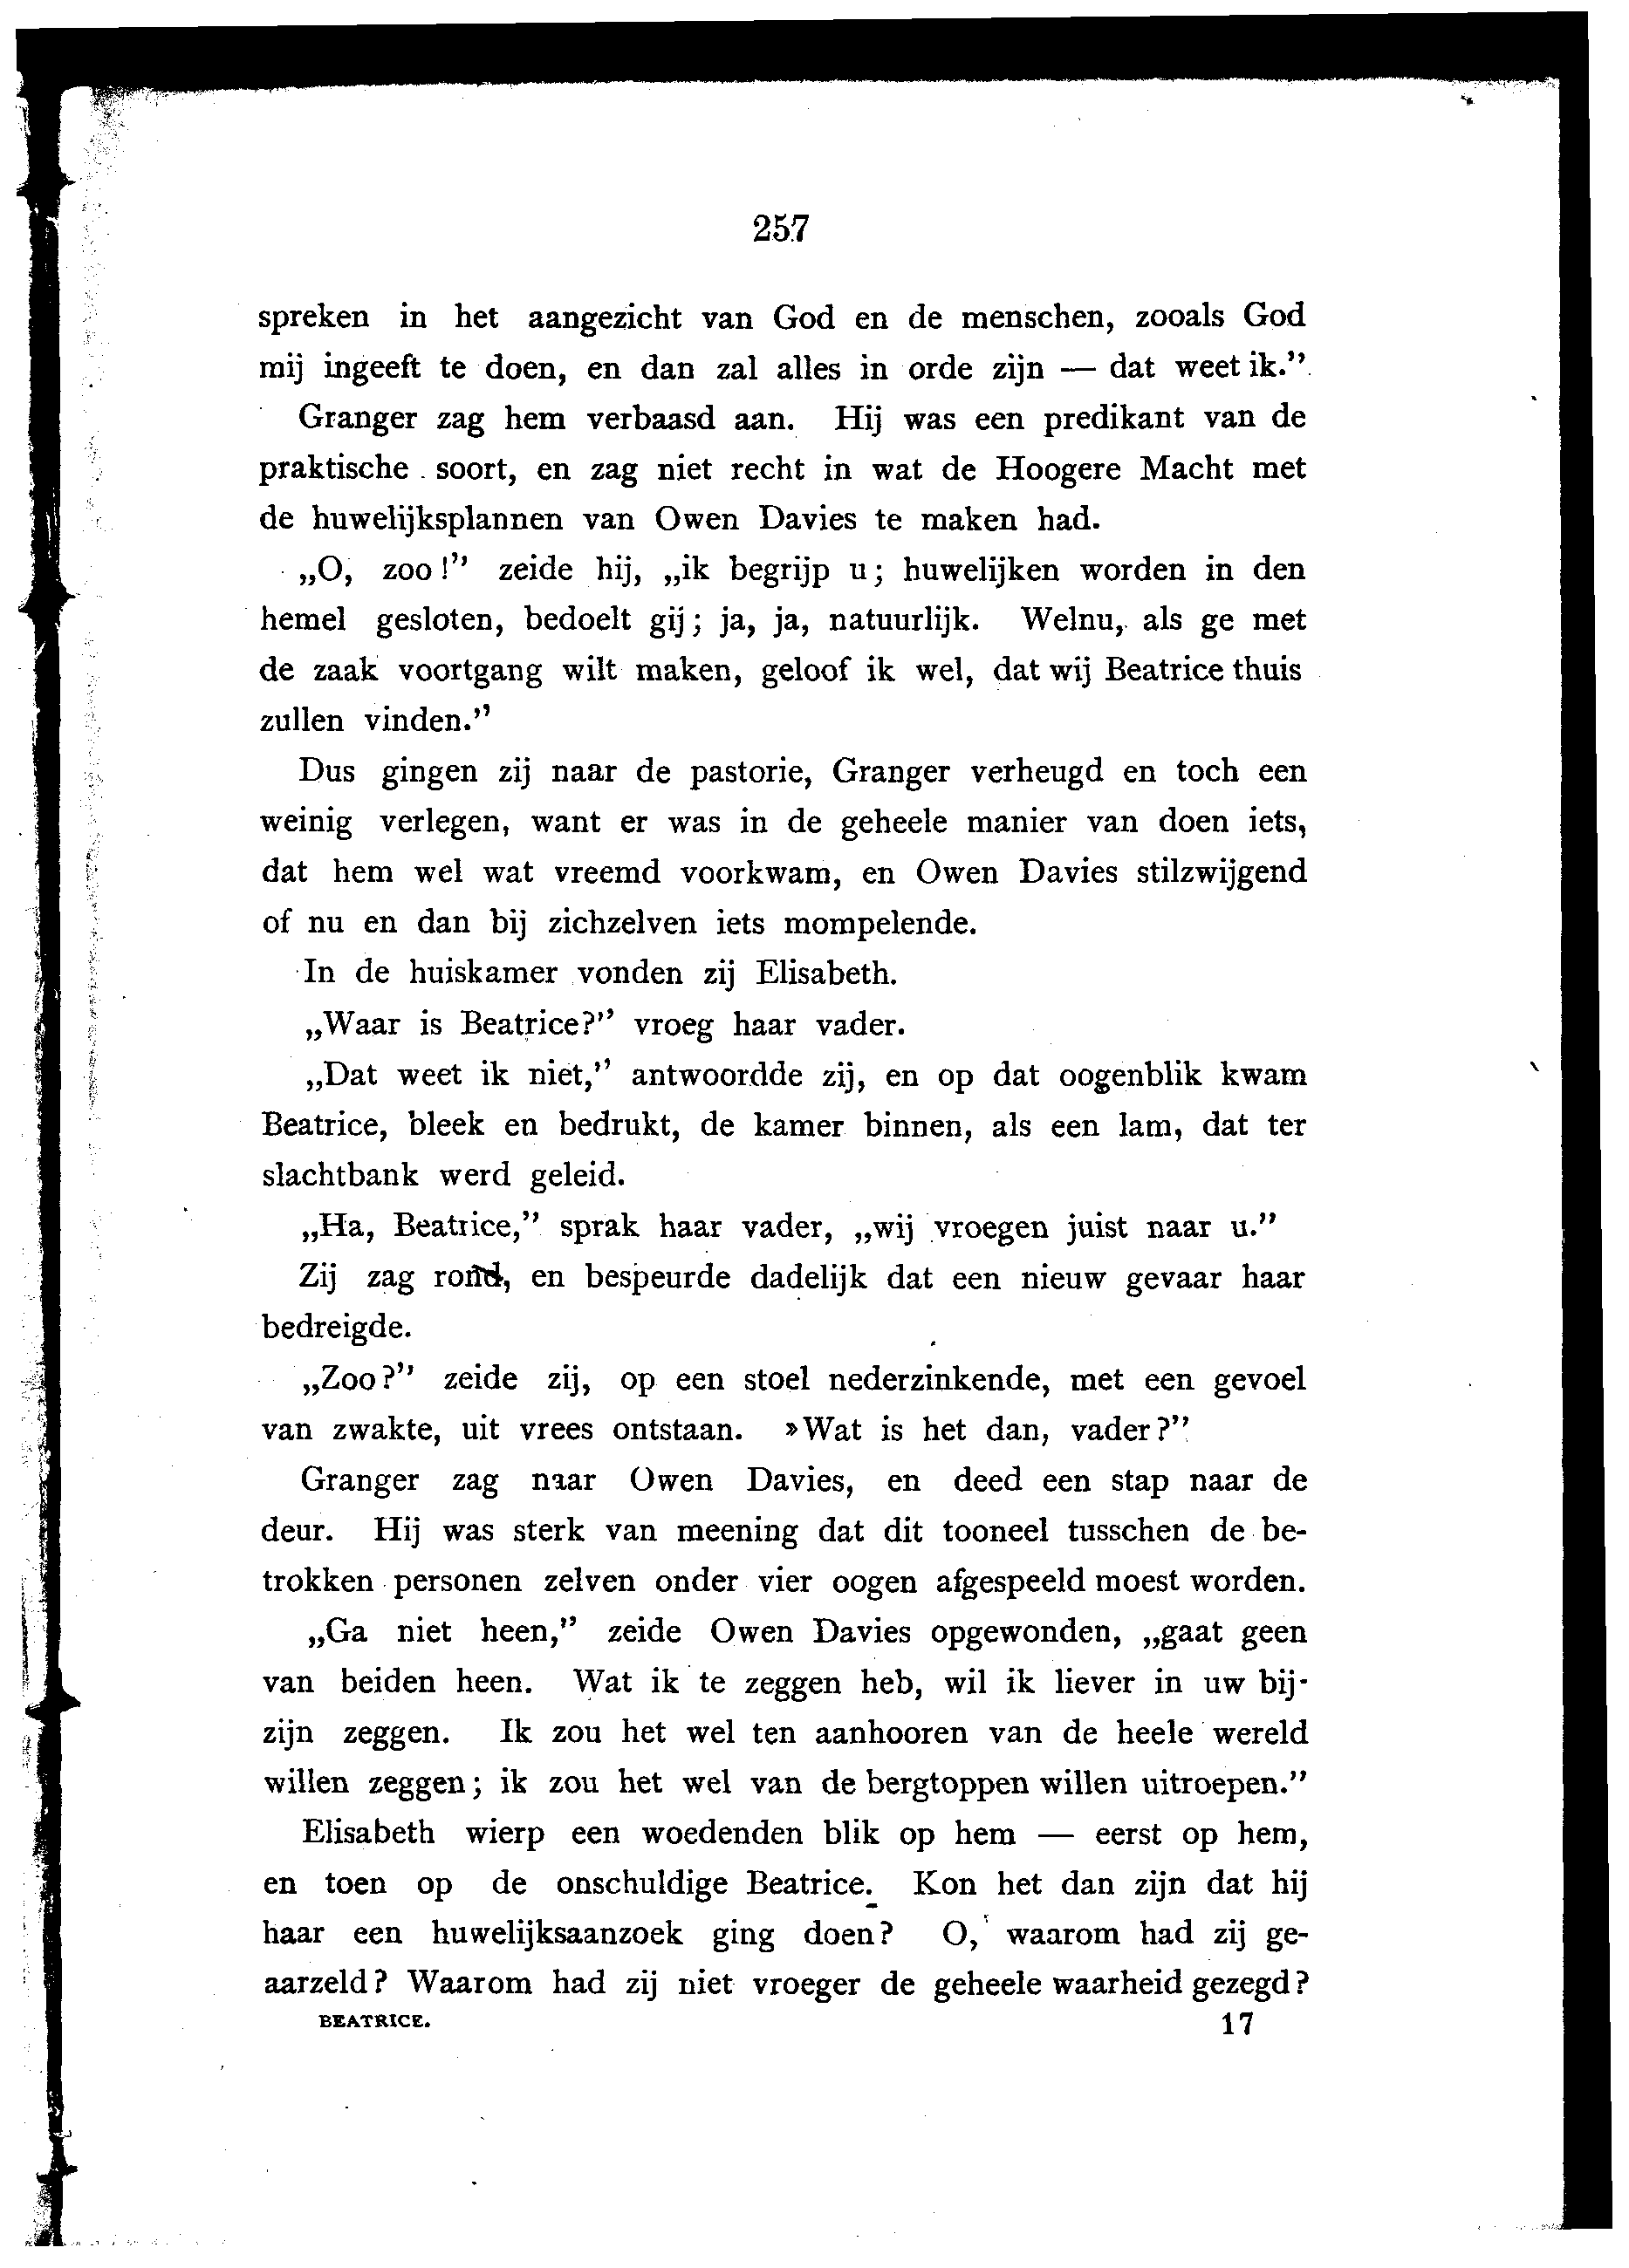 257
spreken in het aangezicht van God en de menschen, zooals God
mij ingeeft te doen, en dan zal alles in orde zijn — dat weet ik.”
Granger zag hem verbaasd aan. Hij was een predikant van de
praktische soort, en zag niet recht in wat de Hoogere Macht met
de huwelijksplannen van Owen Davies te maken had.
„O, zoo!” zeide hij, „ik begrijp u; huwelijken worden in den
hemel gesloten, bedoelt gij; ja, ja, natuurlijk. Welnu, als ge met
de zaak voortgang wilt maken, geloof ik wel, dat wij Beatrice thuis
zullen vinden.”
Dus gingen zij naar de pastorie, Granger verheugd en toch een
weinig verlegen, want er was in de geheele manier van doen iets,
dat hem wel wat vreemd voorkwam, en Owen Davies stilzwijgend
of nu en dan bij zichzelven iets mompelende.
In de huiskamer vonden zij Elisabeth.
„Waar is Beatrice?” vroeg haar vader.
„Dat weet ik niet,” antwoordde zij, en op dat oogenblik kwam
Beatrice, bleek en bedrukt, de kamer binnen, als een lam, dat ter
slachtbank werd geleid.
„Ha, Beatrice,” sprak haar vader, „wij vroegen juist naar u.”
Zij zag rond, en bespeurde dadelijk dat een nieuw gevaar haar
bedreigde.
„Zoo?” zeide zij, op een stoel nederzinkende, met een gevoel
van zwakte, uit vrees ontstaan. »Wat is het dan, vader?”
Granger zag naar Owen Davies, en deed een stap naar de
deur. Hij was sterk van meening dat dit tooneel tusschen de be-
trokken personen zelven onder vier oogen afgespeeld moest worden.
„Ga niet heen,” zeide Owen Davies opgewonden, „gaat geen
van beiden heen. Wat ik te zeggen heb, wil ik liever in uw bij-
zijn zeggen. Ik zou het wel ten aanhooren van de heele wereld
willen zeggen; ik zou het wel van de bergtoppen willen uitroepen.”
Elisabeth wierp een woedenden blik op hem — eerst op hem,
en toen op de onschuldige Beatrice. Kon het dan zijn dat hij
haar een huwelijksaanzoek ging doen? O, waarom had zij ge-
aarzeld? Waarom had zij niet vroeger de geheele waarheid gezegd?
BEATRICE. 17